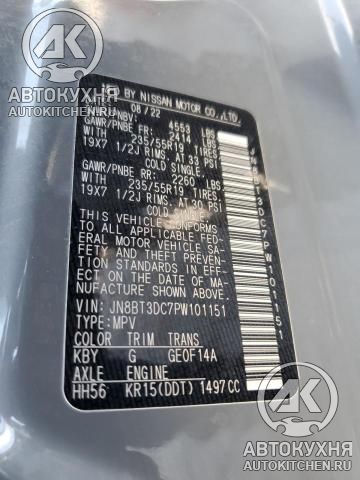 АК
АВТОКУХНЯ
AUTOKITCHEN.RU
BY NISSAN MOTOR CO.,LTD.
08/22
GVWR/PNBV: 4553 LBS
GAWR/PNBE FR: 2414 LBS
WITH 235/55R19 TIRES
19X7 1/2J RIMS AT 33 PSI
COLD SINGLE
GAWR/PNBE RR: 2260 LBS
WITH 235/55R19 TIRES
19X7 1/2J RIMS AT 30 PSI
COLD SINGLE
THIS VEHICLE CONFORMS
TO ALL APPLICABLE FED-
ERAL MOTOR VEHICLE SA-
FETY AND THEFT PREVEN-
TION STANDARDS IN EFF-
ECT ON THE DATE OF MA-
NUFACTURE SHOWN ABOVE.
VIN: JN8BT3DC7PW101151
TYPE: MPV
COLOR TRIM TRANS
KBY G GE0F14A
AXLE ENGINE
HH56 KR15(DDT) 1497CC
JN8BT3DC7PW101151
АК
АВТОКУХНЯ
AUTOKITCHEN.RU